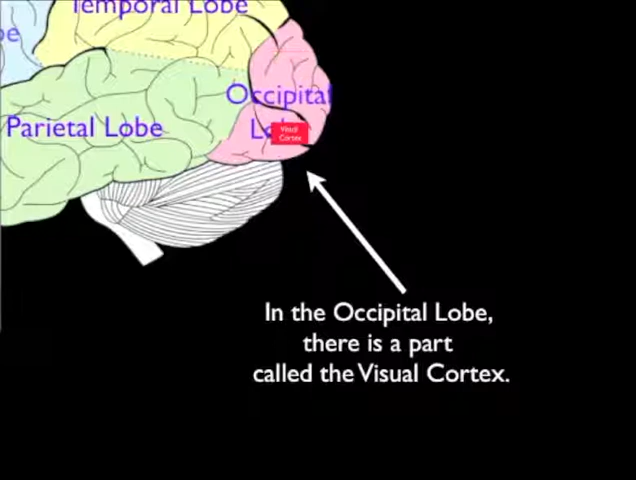 Temporal Lobe
be
Occipital
Parietal Lobe
Lobe
Visual
Cortex
In the Occipital Lobe,
there is a part
called the Visual Cortex.